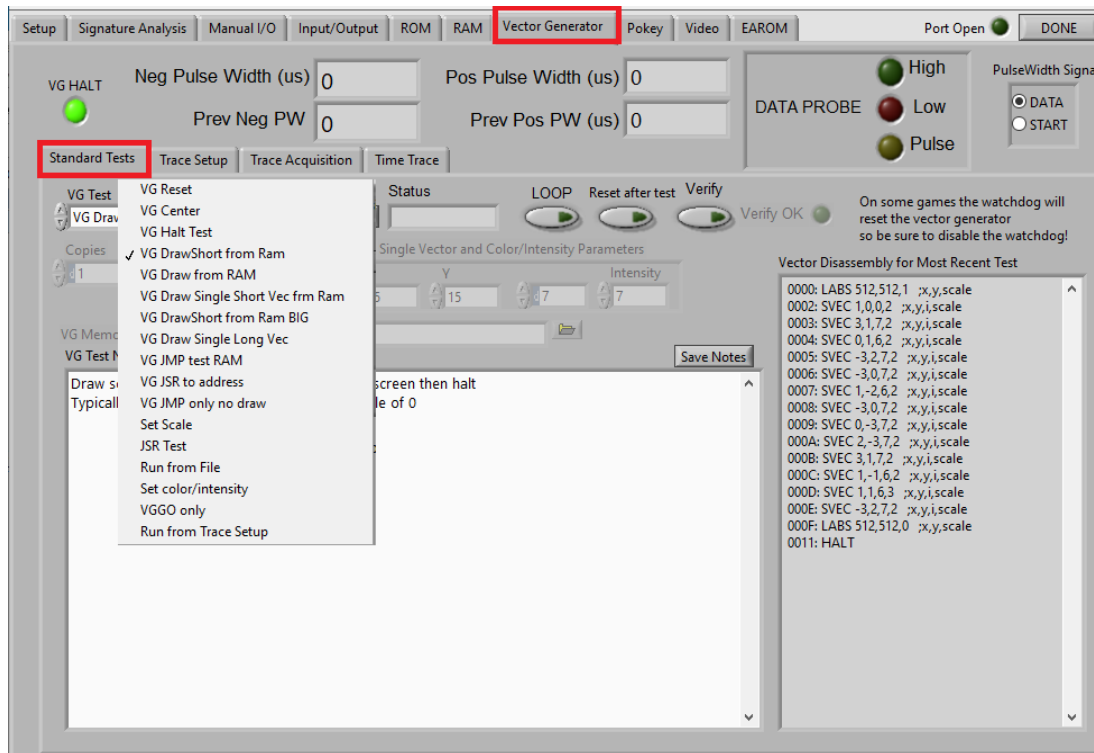 Setup Signature Analysis Manual I/O Input/Output ROM RAM Vector Generator Pokey Video EAROM Port Open DONE
VG HALT
Neg Pulse Width (us) 0
Pos Pulse Width (us) 0
Prev Neg PW 0
Prev Pos PW (us) 0
DATA PROBE
High
Low
Pulse
PulseWidth Signa
DATA
START
Standard Tests Trace Setup Trace Acquisition Time Trace
VG Test
VG Draw
Status
LOOP
Reset after test
Verify
Verify OK
On some games the watchdog will
reset the vector generator
so be sure to disable the watchdog!
Copies
d 1
Single Vector and Color/Intensity Parameters
Y
Intensity
5
15
d 7
7
VG Memo
VG Test N
Save Notes
Draw s screen then halt
Typicall le of 0
VG Reset
VG Center
VG Halt Test
✓ VG DrawShort from Ram
VG Draw from RAM
VG Draw Single Short Vec frm Ram
VG DrawShort from Ram BIG
VG Draw Single Long Vec
VG JMP test RAM
VG JSR to address
VG JMP only no draw
Set Scale
JSR Test
Run from File
Set color/intensity
VGGO only
Run from Trace Setup
Vector Disassembly for Most Recent Test
0000: LABS 512,512,1 ;x,y,scale
0002: SVEC 1,0,0,2 ;x,y,i,scale
0003: SVEC 3,1,7,2 ;x,y,i,scale
0004: SVEC 0,1,6,2 ;x,y,i,scale
0005: SVEC -3,2,7,2 ;x,y,i,scale
0006: SVEC -3,0,7,2 ;x,y,i,scale
0007: SVEC 1,-2,6,2 ;x,y,i,scale
0008: SVEC -3,0,7,2 ;x,y,i,scale
0009: SVEC 0,-3,7,2 ;x,y,i,scale
000A: SVEC 2,-3,7,2 ;x,y,i,scale
000B: SVEC 3,1,7,2 ;x,y,i,scale
000C: SVEC 1,-1,6,2 ;x,y,i,scale
000D: SVEC 1,1,6,3 ;x,y,i,scale
000E: SVEC -3,2,7,2 ;x,y,i,scale
000F: LABS 512,512,0 ;x,y,scale
0011: HALT